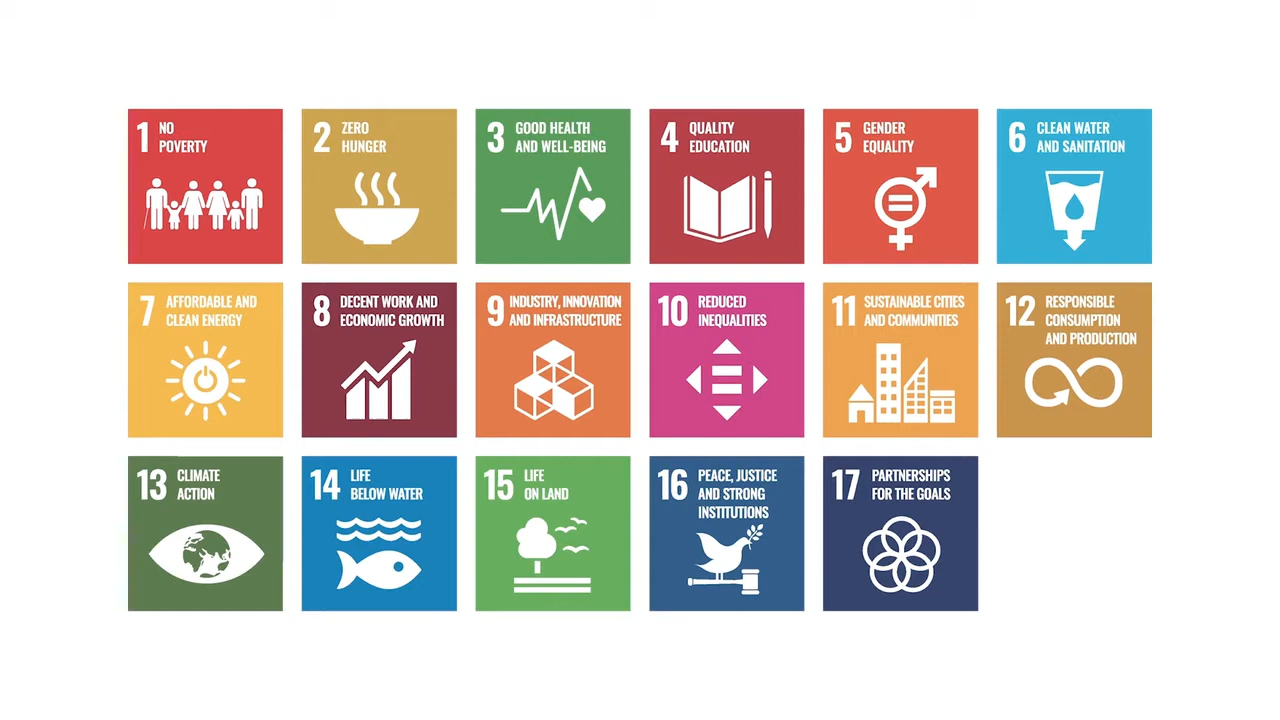 1 NO
POVERTY
2 ZERO
HUNGER
3 GOOD HEALTH
AND WELL-BEING
4 QUALITY
EDUCATION
5 GENDER
EQUALITY
6 CLEAN WATER
AND SANITATION
7 AFFORDABLE AND
CLEAN ENERGY
8 DECENT WORK AND
ECONOMIC GROWTH
9 INDUSTRY, INNOVATION
AND INFRASTRUCTURE
10 REDUCED
INEQUALITIES
11 SUSTAINABLE CITIES
AND COMMUNITIES
12 RESPONSIBLE
CONSUMPTION
AND PRODUCTION
13 CLIMATE
ACTION
14 LIFE
BELOW WATER
15 LIFE
ON LAND
16 PEACE, JUSTICE
AND STRONG
INSTITUTIONS
17 PARTNERSHIPS
FOR THE GOALS